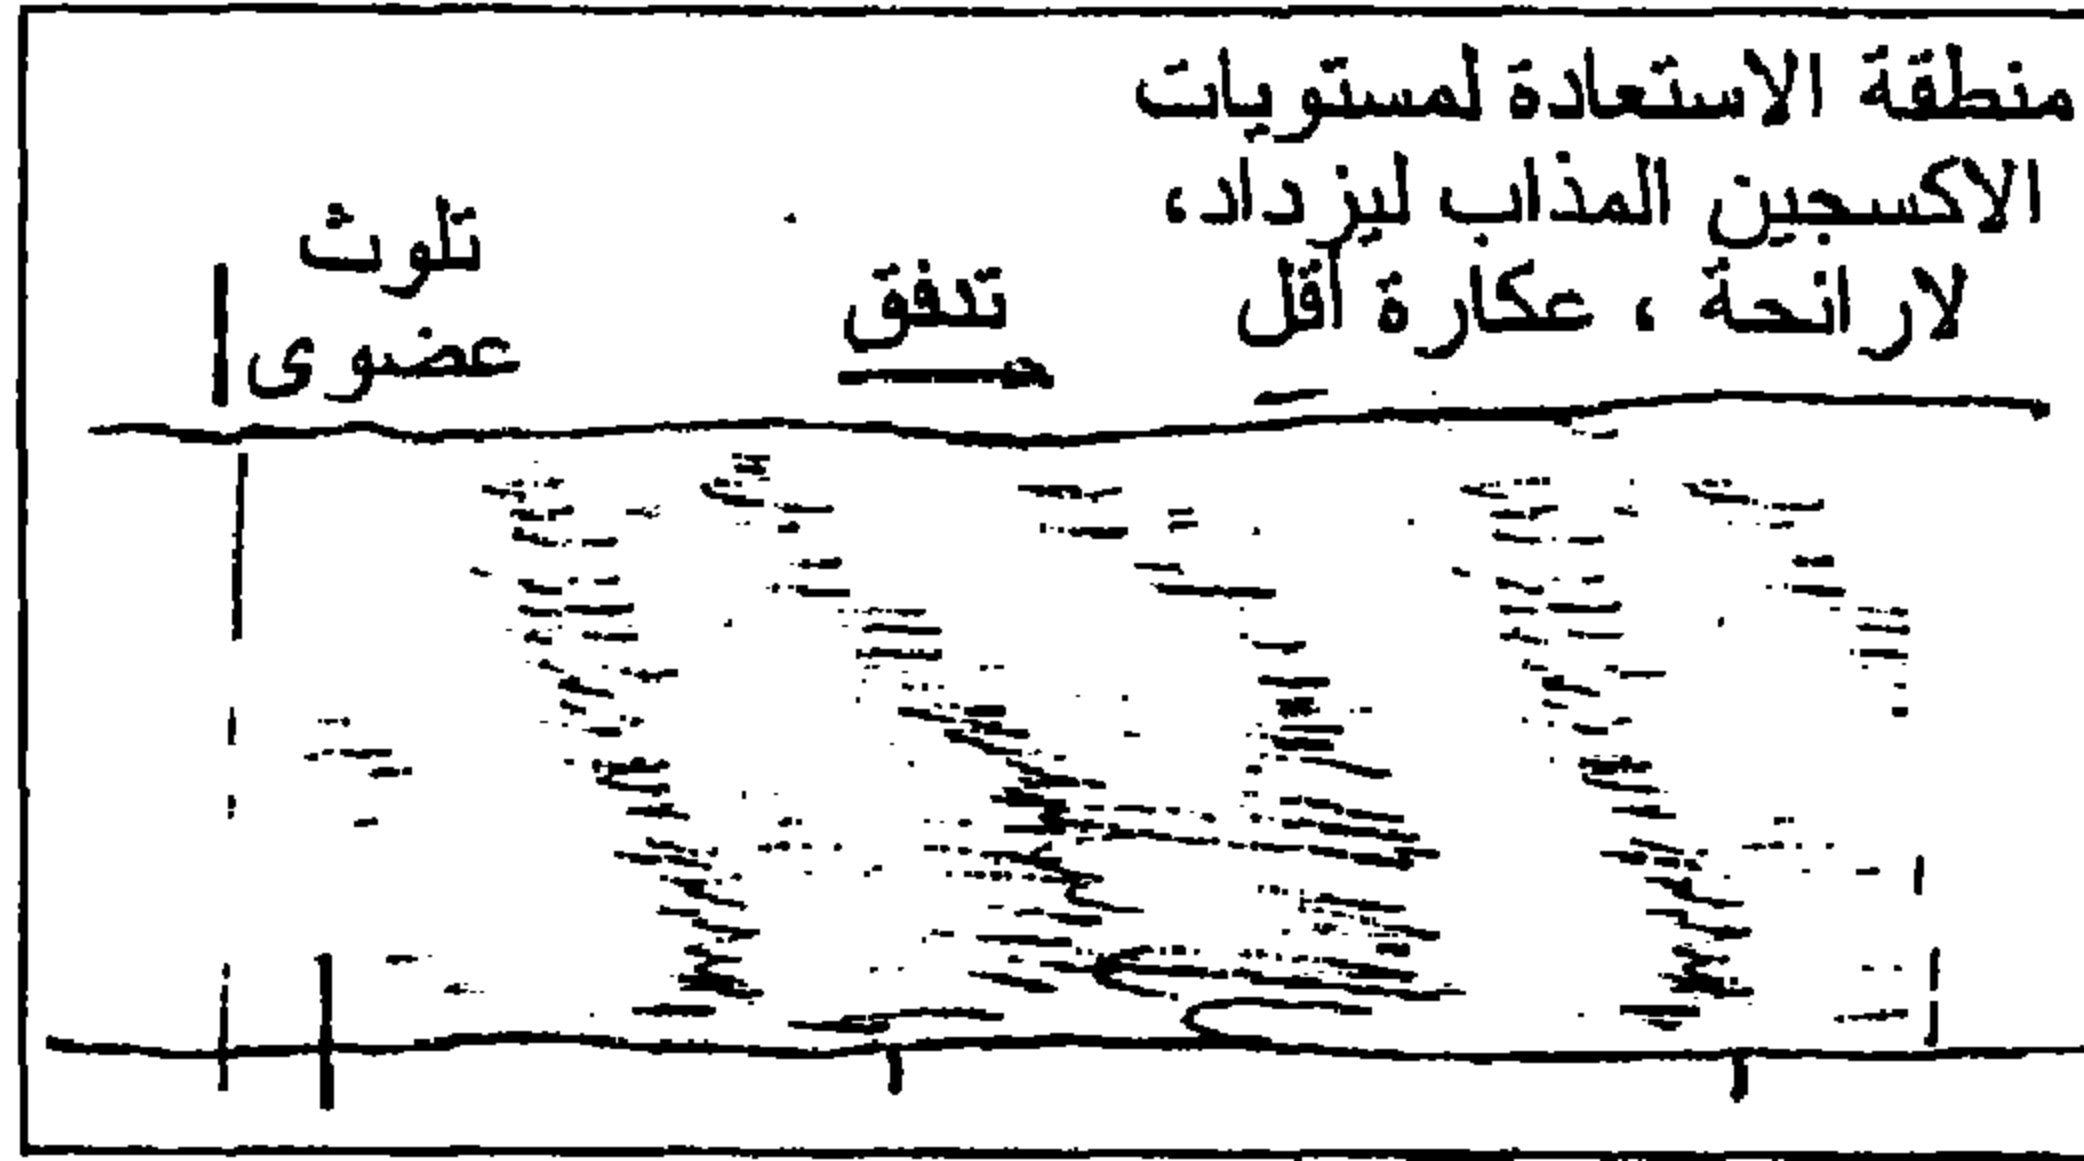 منطقة الاستعادة لمستويات
الاكسجين المذاب ليزداد،
لارائحة ، عكارة أقل
تدفق
تلوث
عضوى